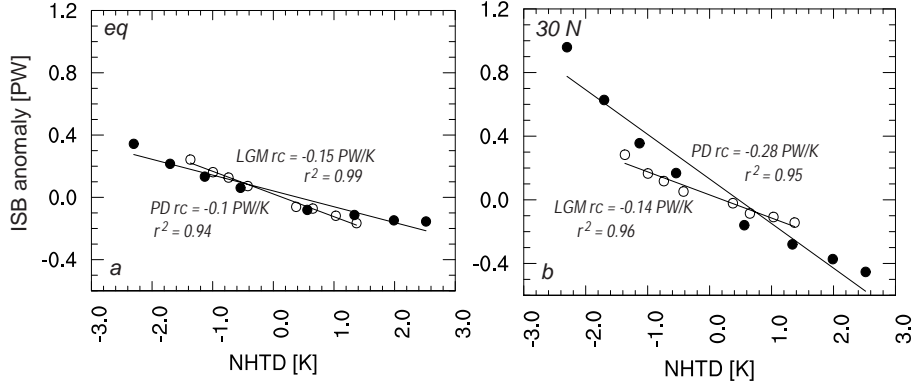 eq
ISB anomaly [PW]
1.2
0.8
0.4
0.0
-0.4
LGM rc = -0.15 PW/K
r² = 0.99
PD rc = -0.1 PW/K
r² = 0.94
a
-3.0
-2.0
-1.0
0.0
1.0
2.0
3.0
NHTD [K]
30 N
1.2
0.8
0.4
0.0
-0.4
PD rc = -0.28 PW/K
r² = 0.95
LGM rc = -0.14 PW/K
r² = 0.96
b
-3.0
-2.0
-1.0
0.0
1.0
2.0
3.0
NHTD [K]